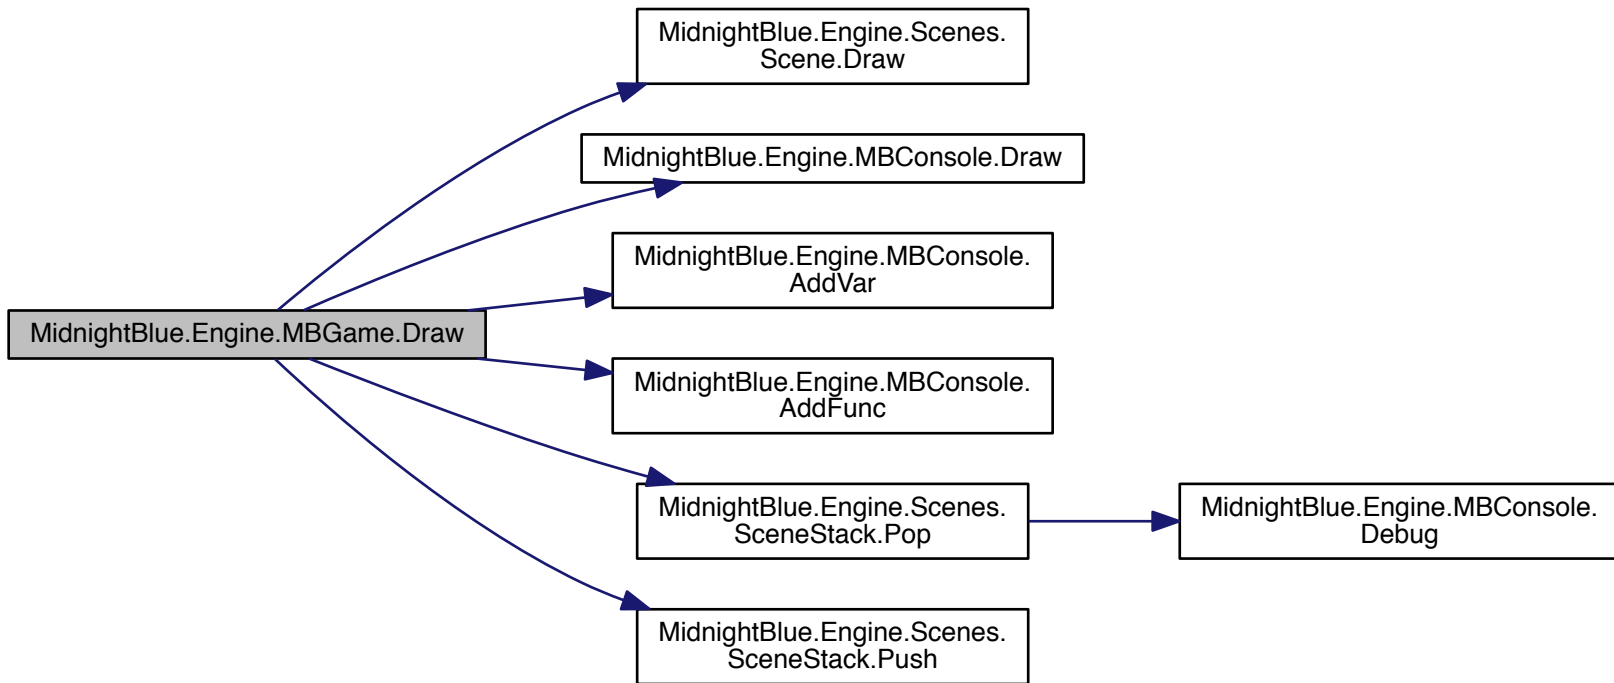 MidnightBlue.Engine.Scenes.
Scene.Draw
MidnightBlue.Engine.MBConsole.Draw
MidnightBlue.Engine.MBConsole.
AddVar
MidnightBlue.Engine.MBGame.Draw
MidnightBlue.Engine.MBConsole.
AddFunc
MidnightBlue.Engine.Scenes.
SceneStack.Pop
MidnightBlue.Engine.MBConsole.
Debug
MidnightBlue.Engine.Scenes.
SceneStack.Push